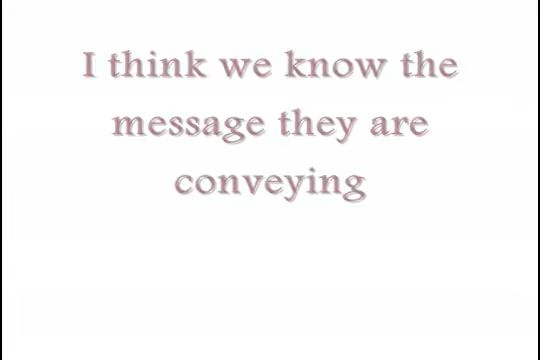 I think we know the
message they are
conveying